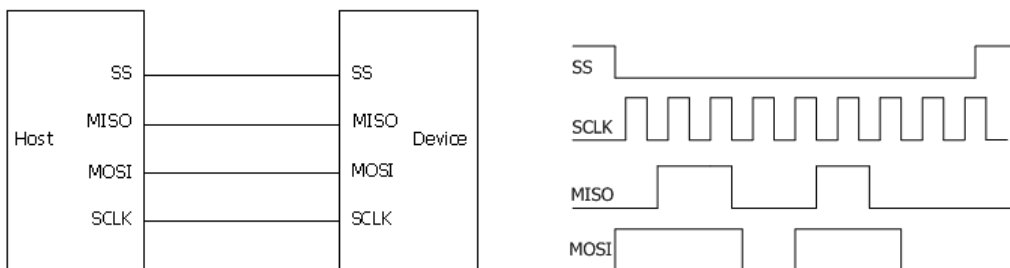 SS
SS
MISO
MISO
Host
Device
MOSI
MOSI
SCLK
SCLK
SS
SCLK
MISO
MOSI